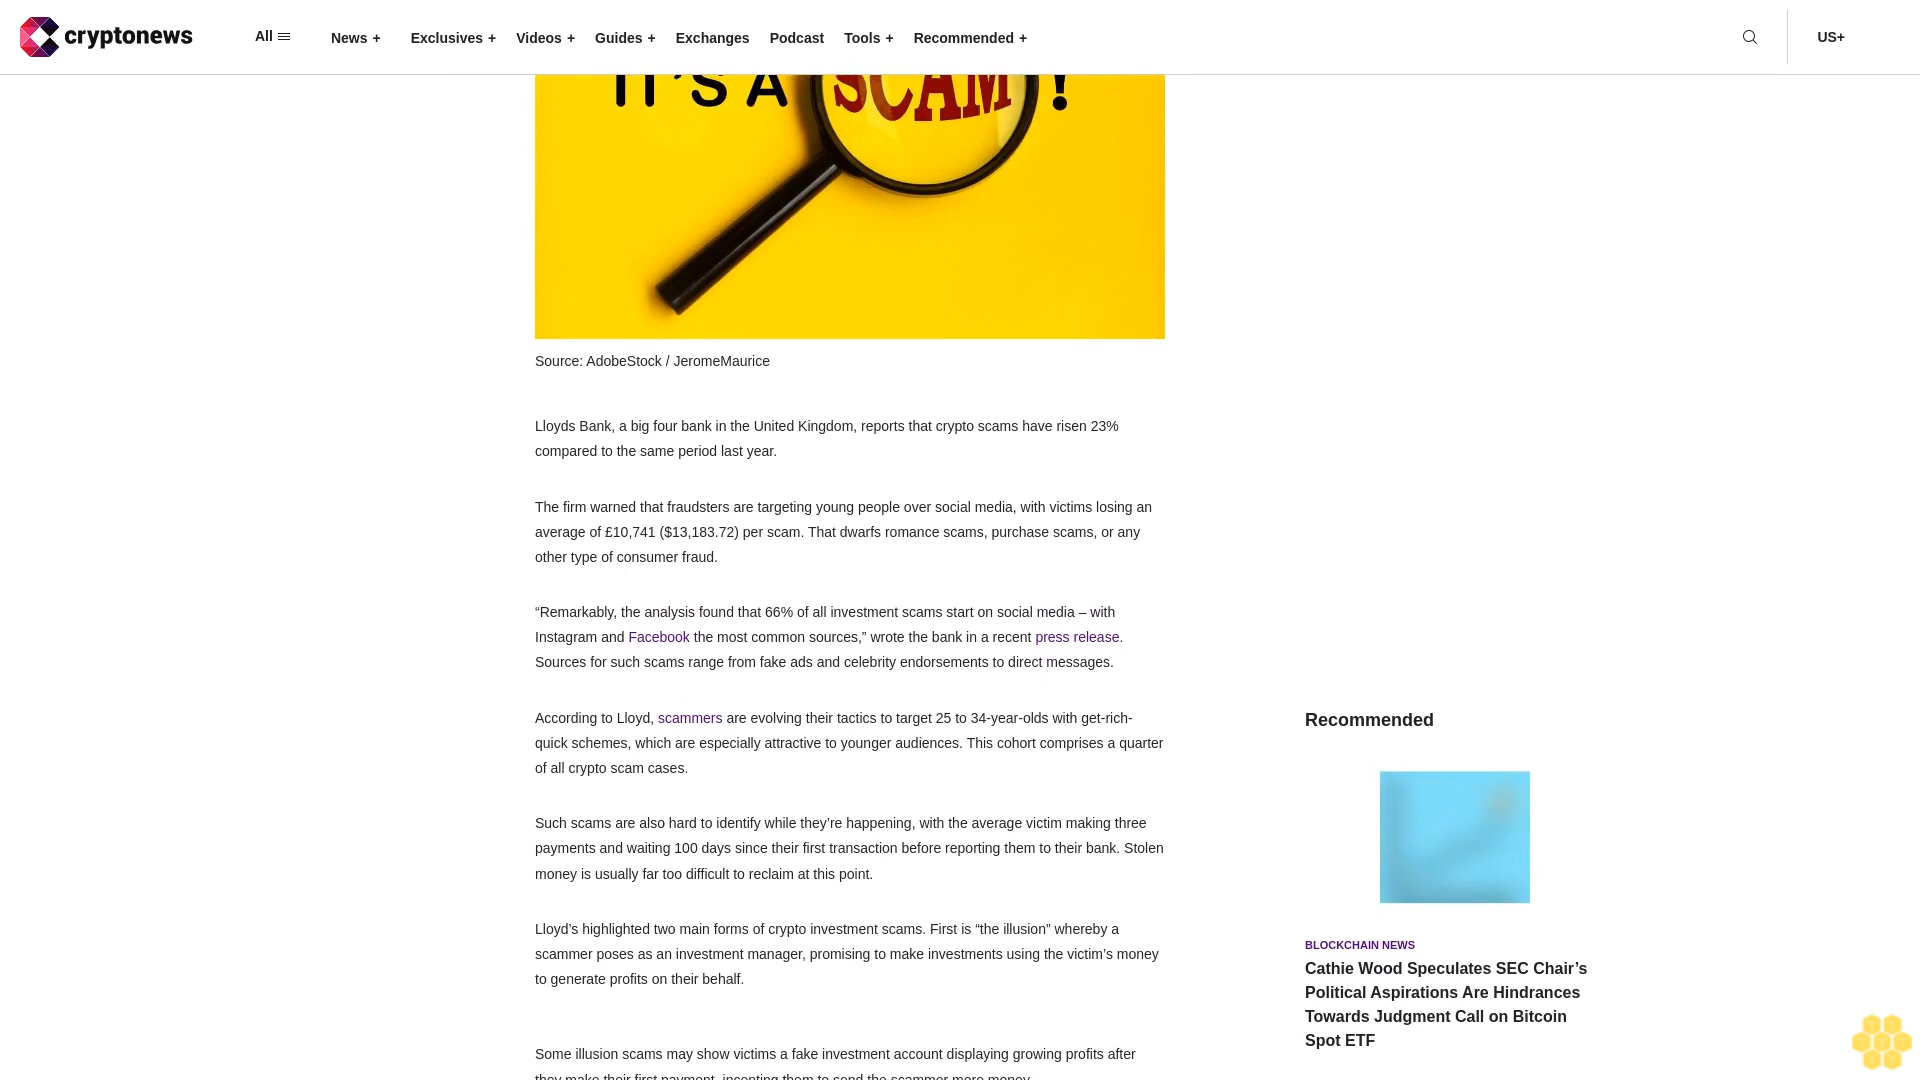 cryptonews
All
News +
Exclusives +
Videos +
Guides +
Exchanges
Podcast
Tools +
Recommended +
US+
IT'S A SCAM !
Source: AdobeStock / JeromeMaurice
Lloyds Bank, a big four bank in the United Kingdom, reports that crypto scams have risen 23%
compared to the same period last year.
The firm warned that fraudsters are targeting young people over social media, with victims losing an
average of £10,741 ($13,183.72) per scam. That dwarfs romance scams, purchase scams, or any
other type of consumer fraud.
“Remarkably, the analysis found that 66% of all investment scams start on social media – with
Instagram and Facebook the most common sources,” wrote the bank in a recent press release.
Sources for such scams range from fake ads and celebrity endorsements to direct messages.
According to Lloyd, scammers are evolving their tactics to target 25 to 34-year-olds with get-rich-
quick schemes, which are especially attractive to younger audiences. This cohort comprises a quarter
of all crypto scam cases.
Such scams are also hard to identify while they’re happening, with the average victim making three
payments and waiting 100 days since their first transaction before reporting them to their bank. Stolen
money is usually far too difficult to reclaim at this point.
Lloyd’s highlighted two main forms of crypto investment scams. First is “the illusion” whereby a
scammer poses as an investment manager, promising to make investments using the victim’s money
to generate profits on their behalf.
Some illusion scams may show victims a fake investment account displaying growing profits after
they make their first payment, incenting them to send the scammer more money.
Recommended
BLOCKCHAIN NEWS
Cathie Wood Speculates SEC Chair’s
Political Aspirations Are Hindrances
Towards Judgment Call on Bitcoin
Spot ETF